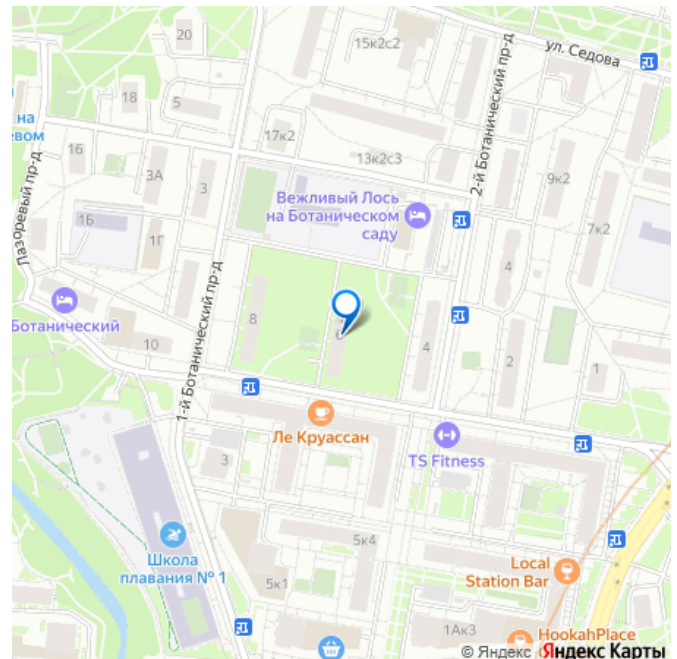 20
15к2с2
ул. Седова
18
5
на
евом
17к2
16
13к2с3
2-й Ботанический пр-д
9к2
3А
3
Вежливый Лось
на Ботаническом
саду
7к2
1Б
1Г
Лазоревый пр-д
4
1-й Ботанический пр-д
Ботанический
8
10
4
2
1
Ле Круассан
TS Fitness
3
Школа
плавания № 1
5к4
5к1
Local
Station Bar
1Ак3
HookahPlace
© Яндекс Яндекс Карты